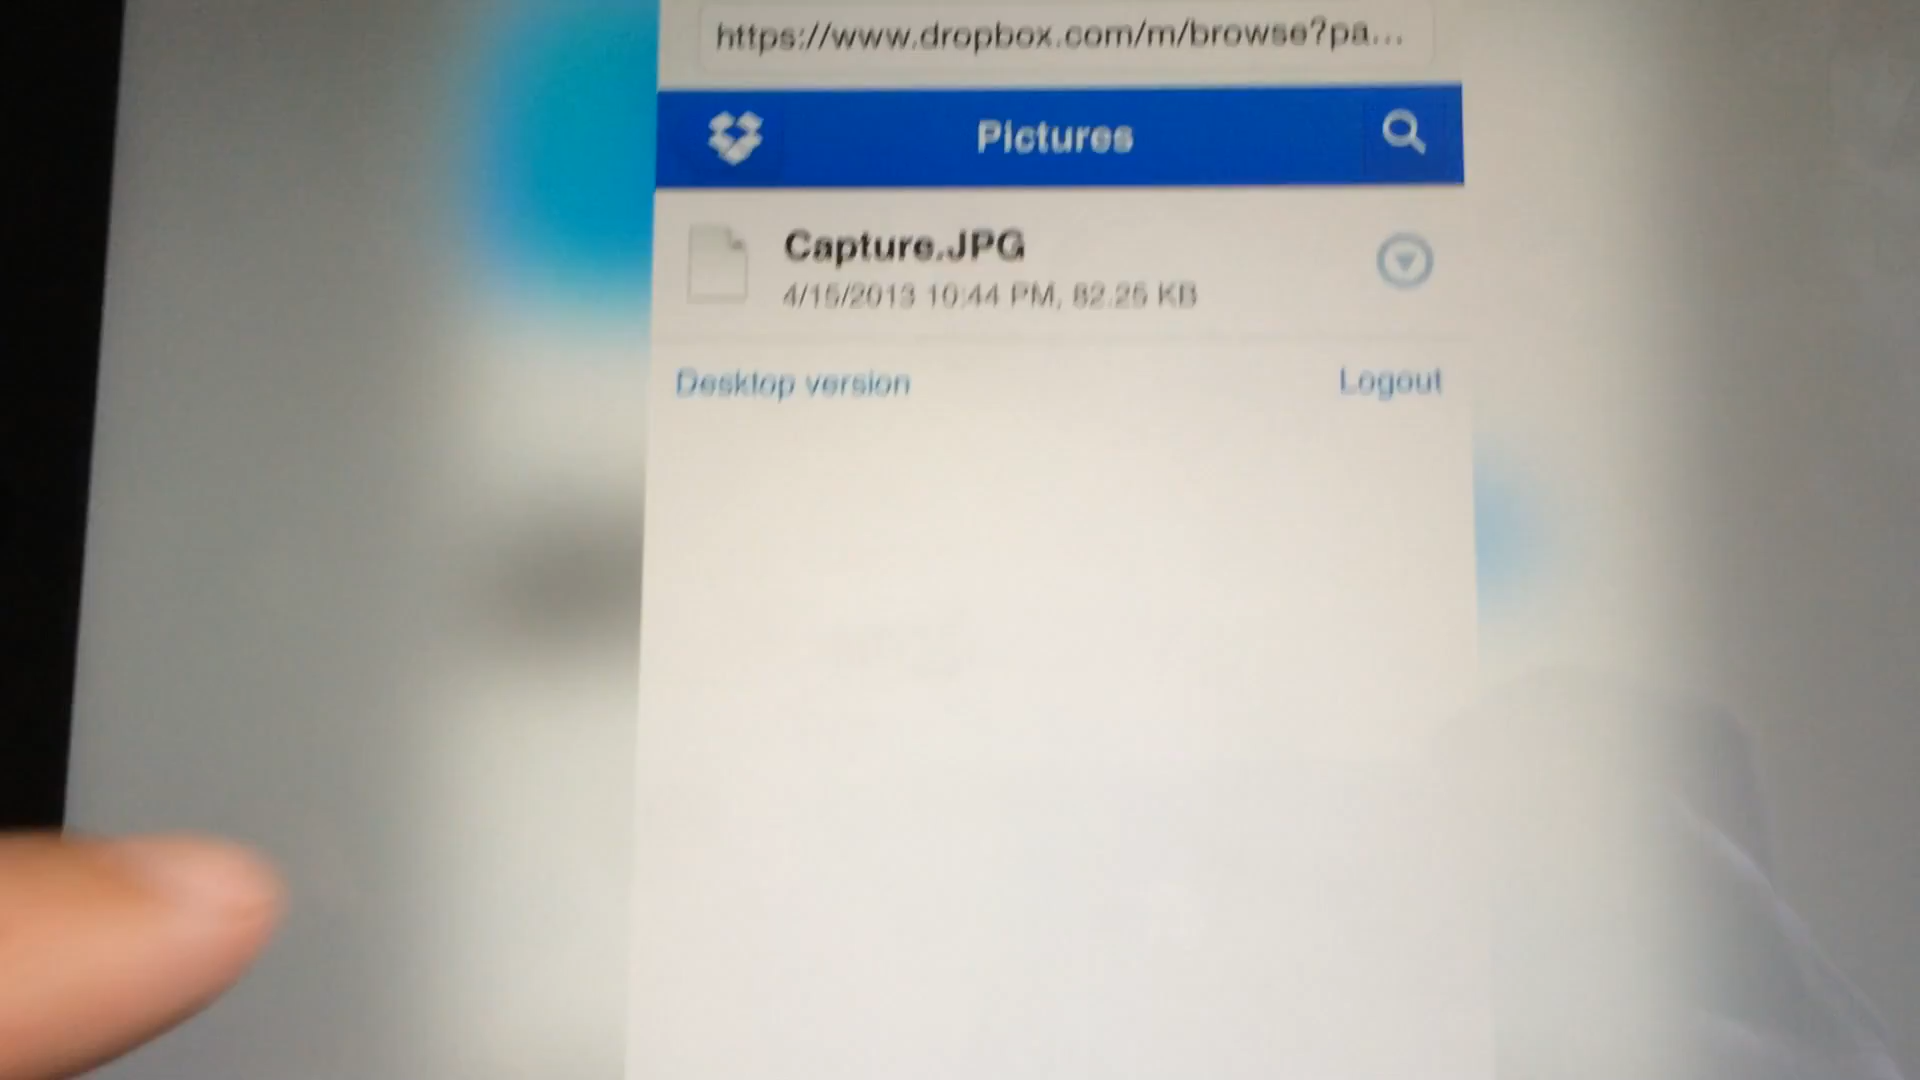 https://www.dropbox.com/m/browse?pa...
Pictures
Capture.JPG
4/15/2013 10:44 PM, 82.25 KB
Desktop version
Logout